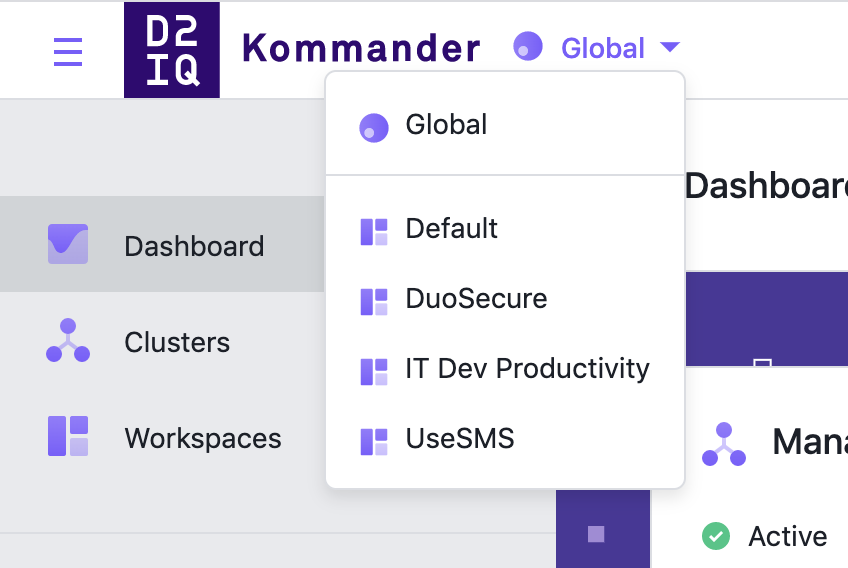 D2
IQ
Kommander
Global
Global
Default
DuoSecure
IT Dev Productivity
UseSMS
Dashboard
Clusters
Workspaces
Dashboar
Mana
Active